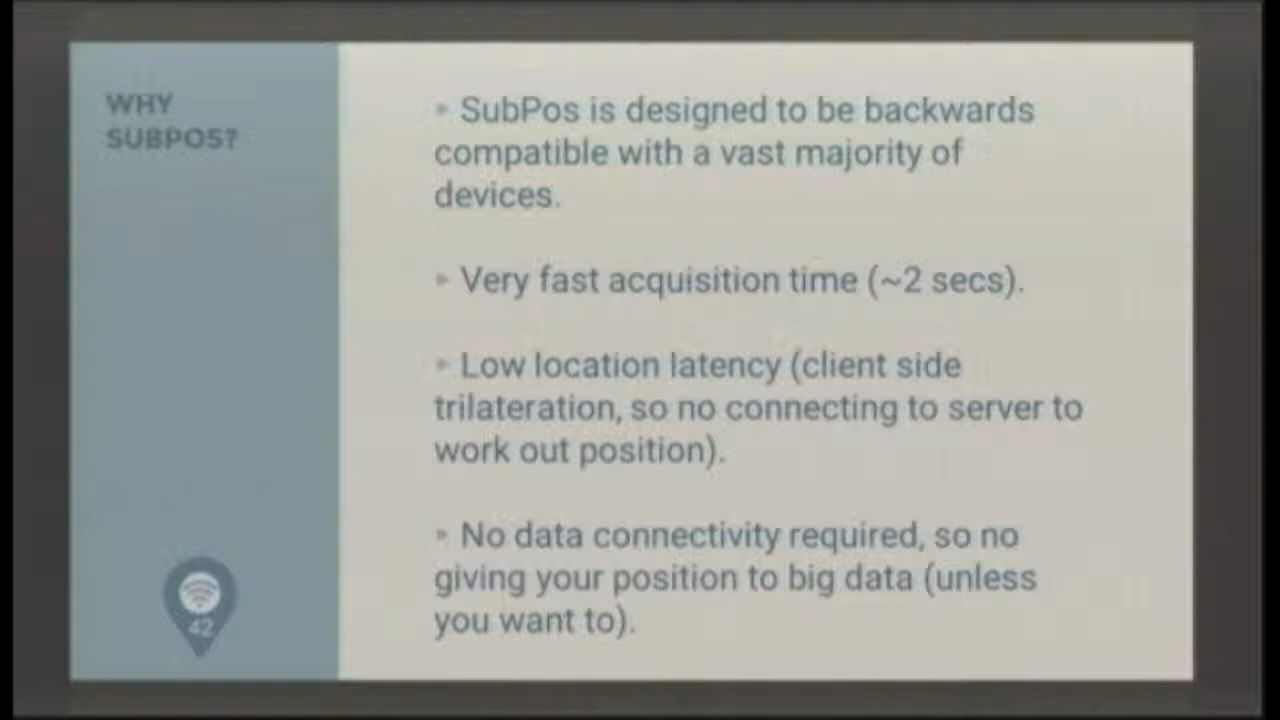 WHY
SUBPOS?
▸ SubPos is designed to be backwards
compatible with a vast majority of
devices.
▸ Very fast acquisition time (~2 secs).
▸ Low location latency (client side
trilateration, so no connecting to server to
work out position).
▸ No data connectivity required, so no
giving your position to big data (unless
you want to).
42